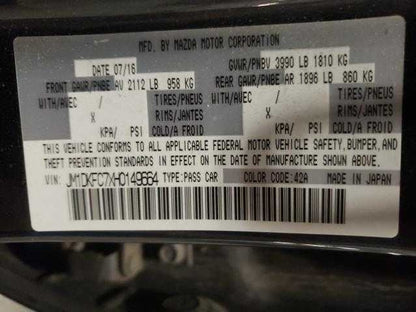 MFD. BY MAZDA MOTOR CORPORATION
DATE 07/16 GVWR/PNBV 3990 LB 1810 KG
FRONT GAWR/PNBE AV 2112 LB 958 KG REAR GAWR/PNBE AR 1896 LB 860 KG
WITH/AVEC / TIRES/PNEUS WITH/AVEC / TIRES/PNEUS
X RIMS/JANTES X RIMS/JANTES
KPA/ PSI COLD/A FROID KPA/ PSI COLD/A FROID
THIS VEHICLE CONFORMS TO ALL APPLICABLE FEDERAL MOTOR VEHICLE SAFETY, BUMPER, AND
THEFT PREVENTION STANDARDS IN EFFECT ON THE DATE OF MANUFACTURE SHOWN ABOVE.
VIN: JM1DKFC7XH0149664 TYPE:PASS CAR COLOR CODE:42A MADE IN JAPAN